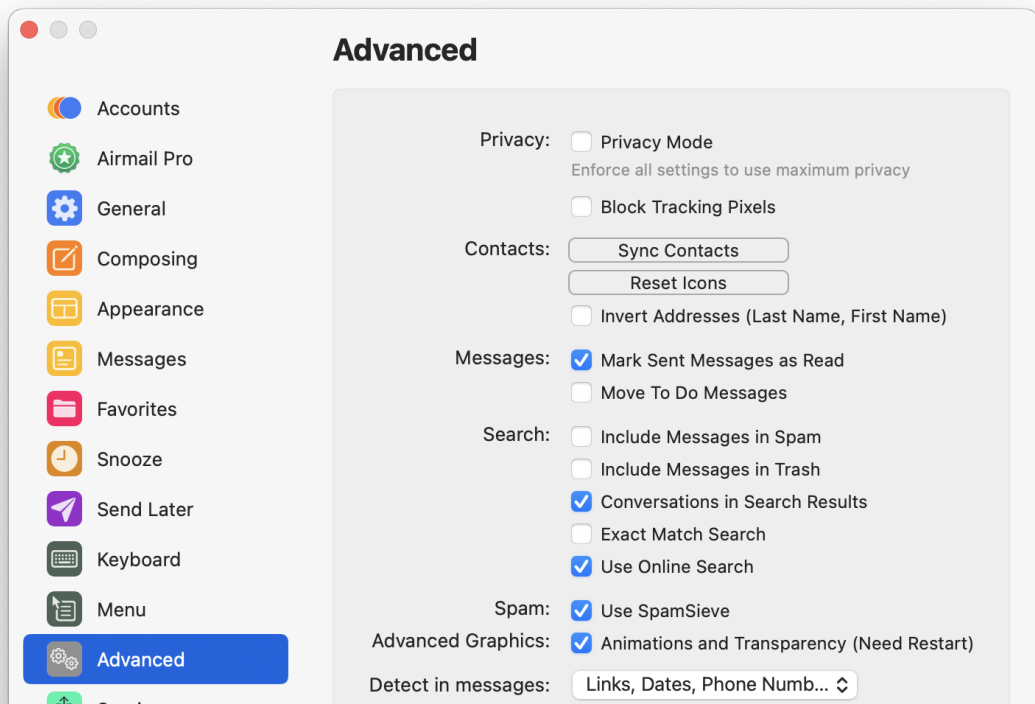 Advanced
Accounts
Airmail Pro
General
Composing
Appearance
Messages
Favorites
Snooze
Send Later
Keyboard
Menu
Advanced
Privacy: Privacy Mode
Enforce all settings to use maximum privacy
Block Tracking Pixels
Contacts: Sync Contacts
Reset Icons
Invert Addresses (Last Name, First Name)
Messages: Mark Sent Messages as Read
Move To Do Messages
Search: Include Messages in Spam
Include Messages in Trash
Conversations in Search Results
Exact Match Search
Use Online Search
Spam: Use SpamSieve
Advanced Graphics: Animations and Transparency (Need Restart)
Detect in messages: Links, Dates, Phone Numb...